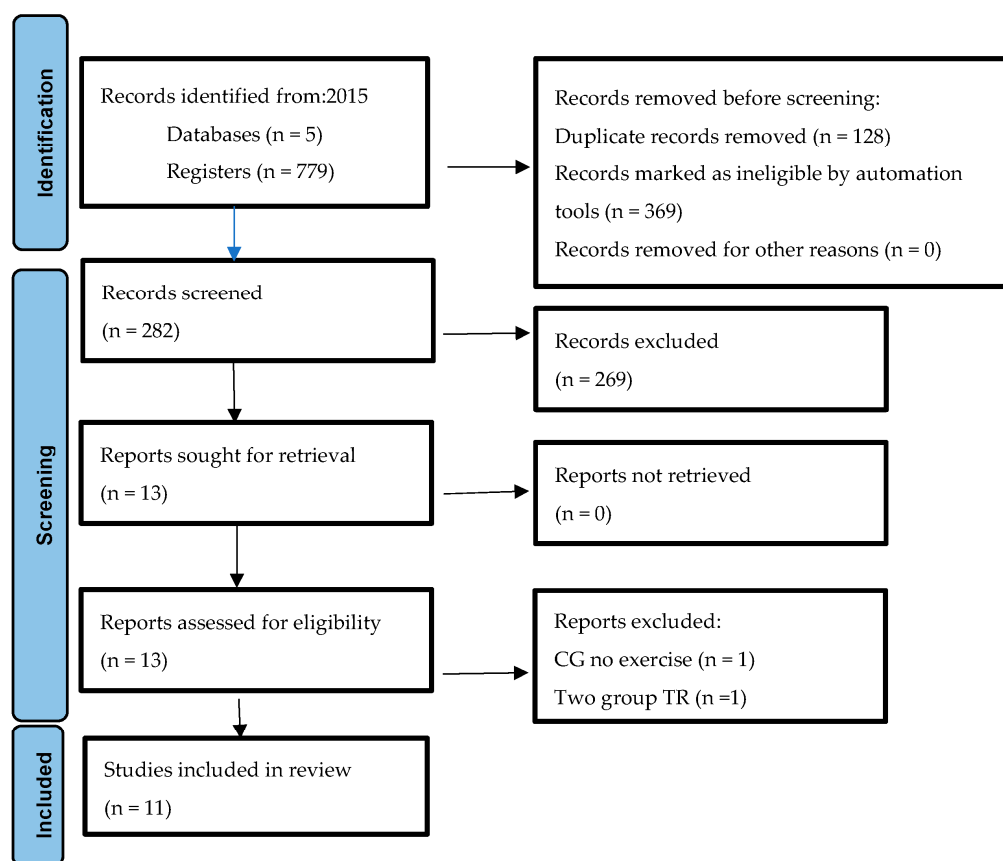 Identification
Records identified from:2015
Databases (n = 5)
Registers (n = 779)
Records removed before screening:
Duplicate records removed (n = 128)
Records marked as ineligible by automation
tools (n = 369)
Records removed for other reasons (n = 0)
Screening
Records screened
(n = 282)
Records excluded
(n = 269)
Reports sought for retrieval
(n = 13)
Reports not retrieved
(n = 0)
Reports assessed for eligibility
(n = 13)
Reports excluded:
CG no exercise (n = 1)
Two group TR (n =1)
Included
Studies included in review
(n = 11)